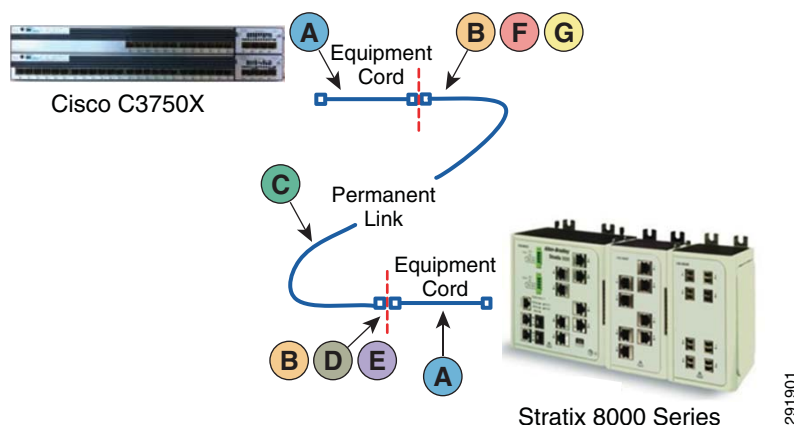 A
Equipment
Cord
B F G
Cisco C3750X
C
Permanent
Link
Equipment
Cord
B D E
A
Stratix 8000 Series
291901